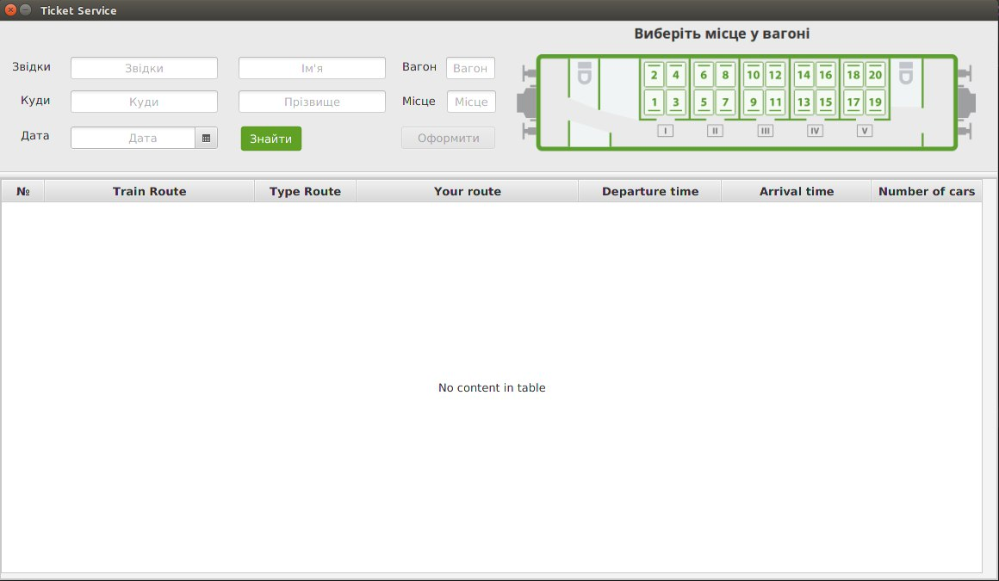 Ticket Service
Виберіть місце у вагоні
Звідки Звідки Ім'я Вагон Вагон
Куди Куди Прізвище Місце Місце
Дата Дата Знайти Оформити
2 4 6 8 10 12 14 16 18 20
1 3 5 7 9 11 13 15 17 19
I II III IV V
№ Train Route Type Route Your route Departure time Arrival time Number of cars
No content in table